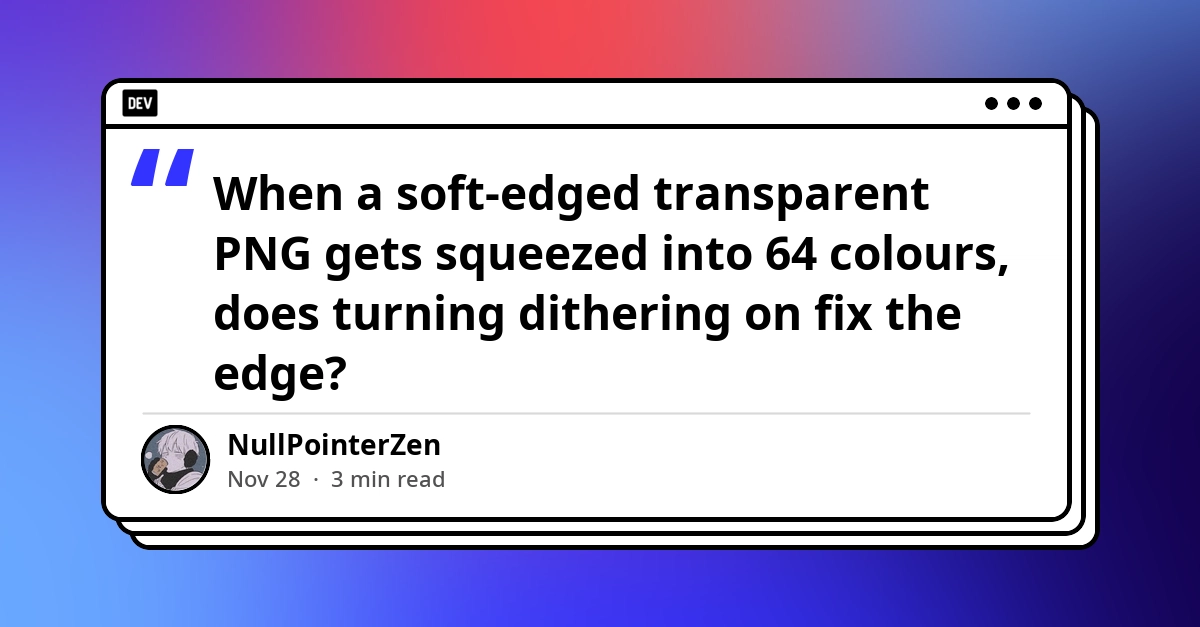 DEV
“ When a soft-edged transparent
PNG gets squeezed into 64 colours,
does turning dithering on fix the
edge?
NullPointerZen
Nov 28 · 3 min read